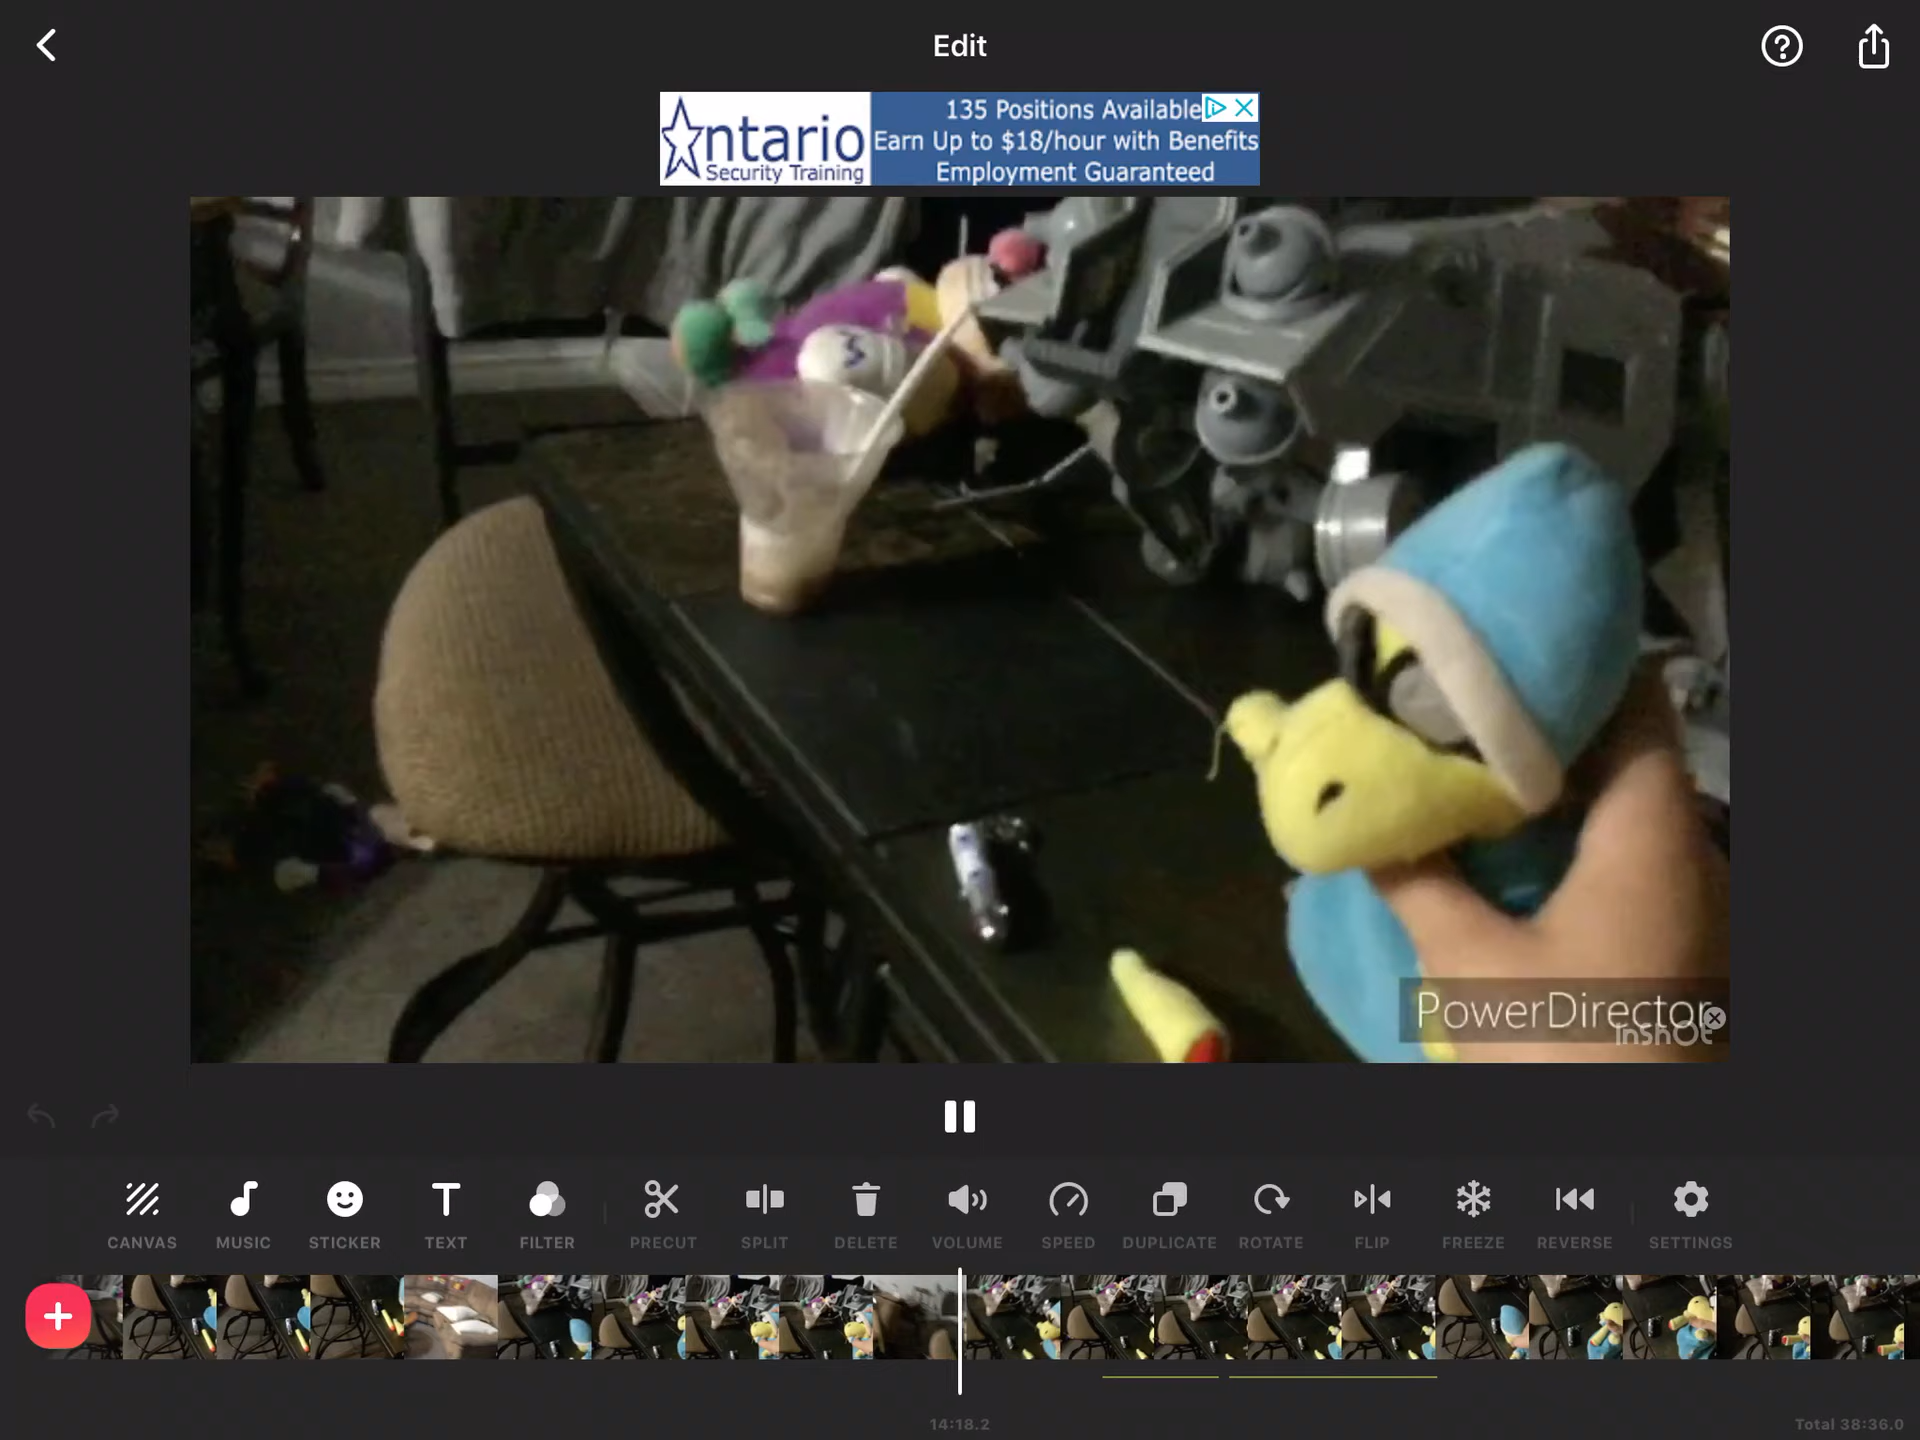 Edit
135 Positions Available
ntario
Earn Up to $18/hour with Benefits
Security Training
Employment Guaranteed
W
PowerDirector
InShOt
CANVAS
MUSIC
STICKER
TEXT
FILTER
PRECUT
SPLIT
DELETE
VOLUME
SPEED
DUPLICATE
ROTATE
FLIP
FREEZE
REVERSE
SETTINGS
14:18.2
Total 38:36.0